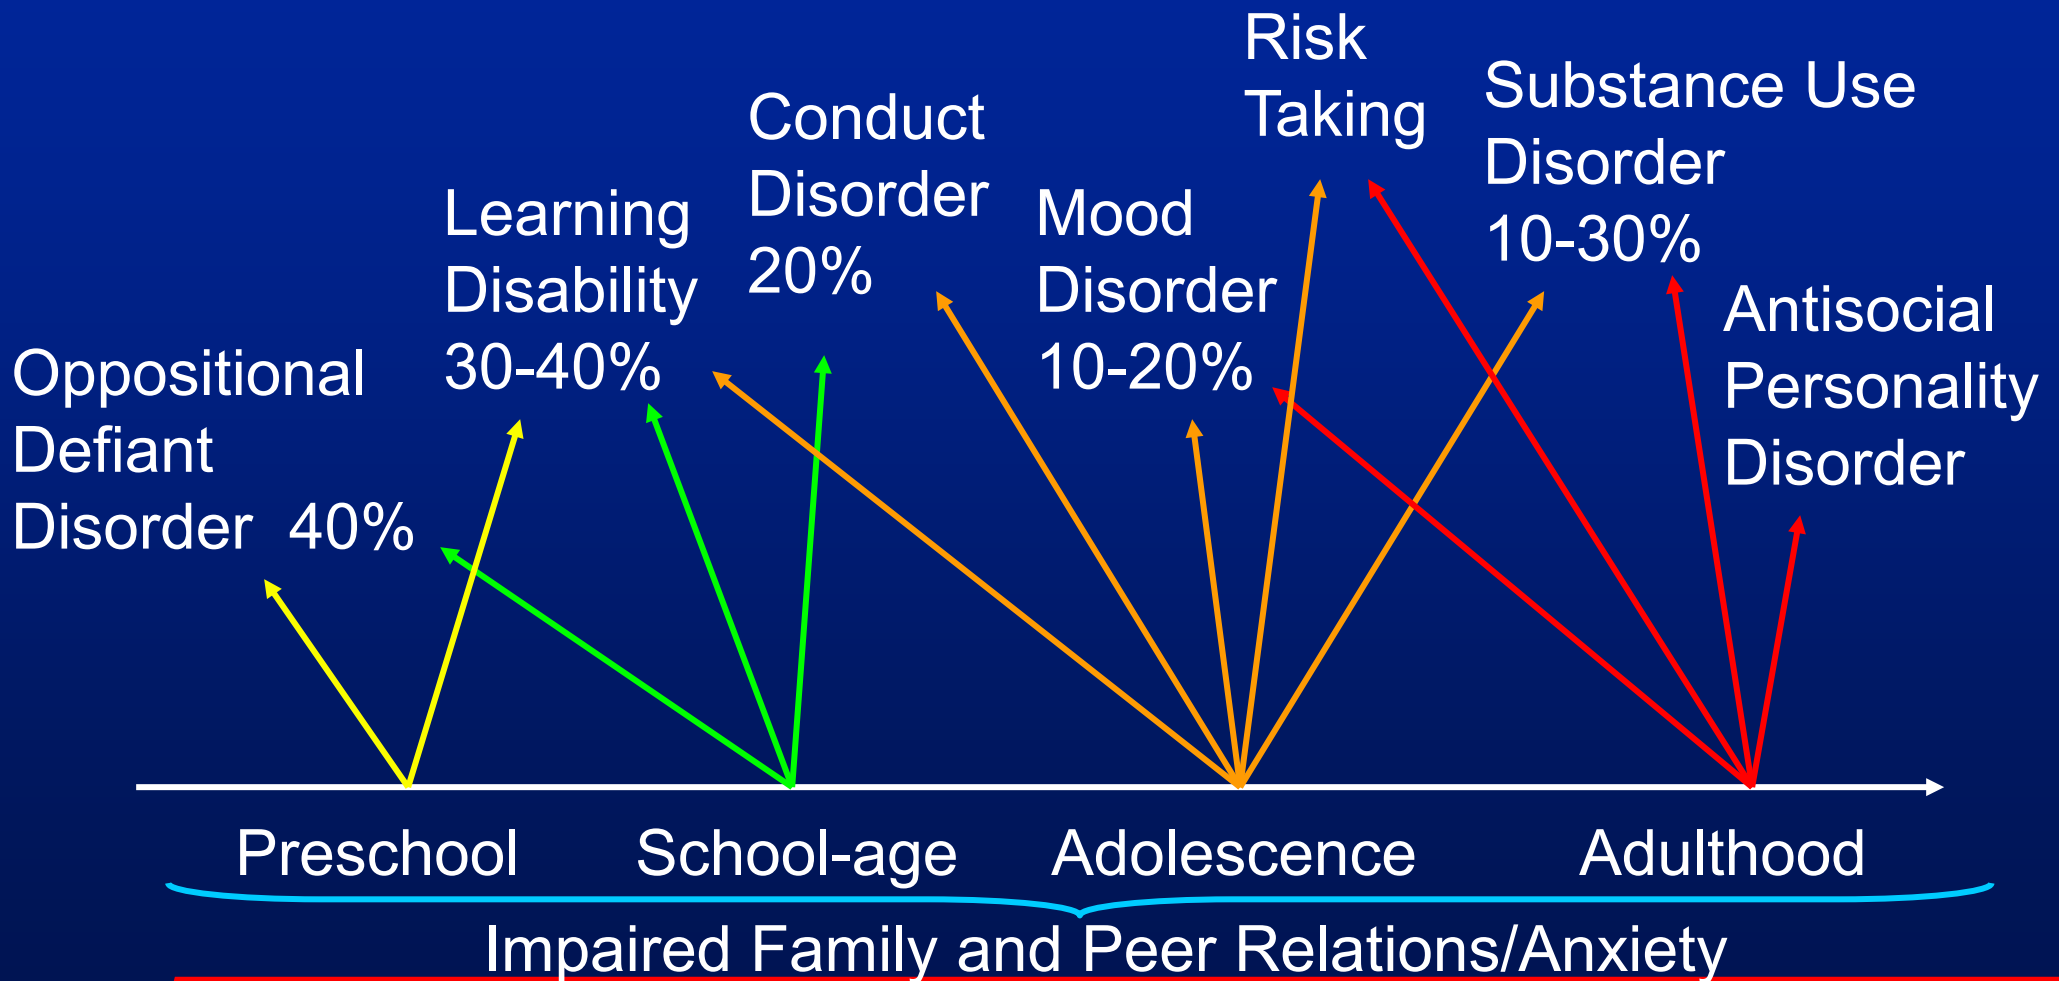 Oppositional
Defiant
Disorder  40%
Learning
Disability
30-40%
Conduct
Disorder
20%
Mood
Disorder
10-20%
Risk
Taking
Substance Use
Disorder
10-30%
Antisocial
Personality
Disorder
Preschool
School-age
Adolescence
Adulthood
Impaired Family and Peer Relations/Anxiety